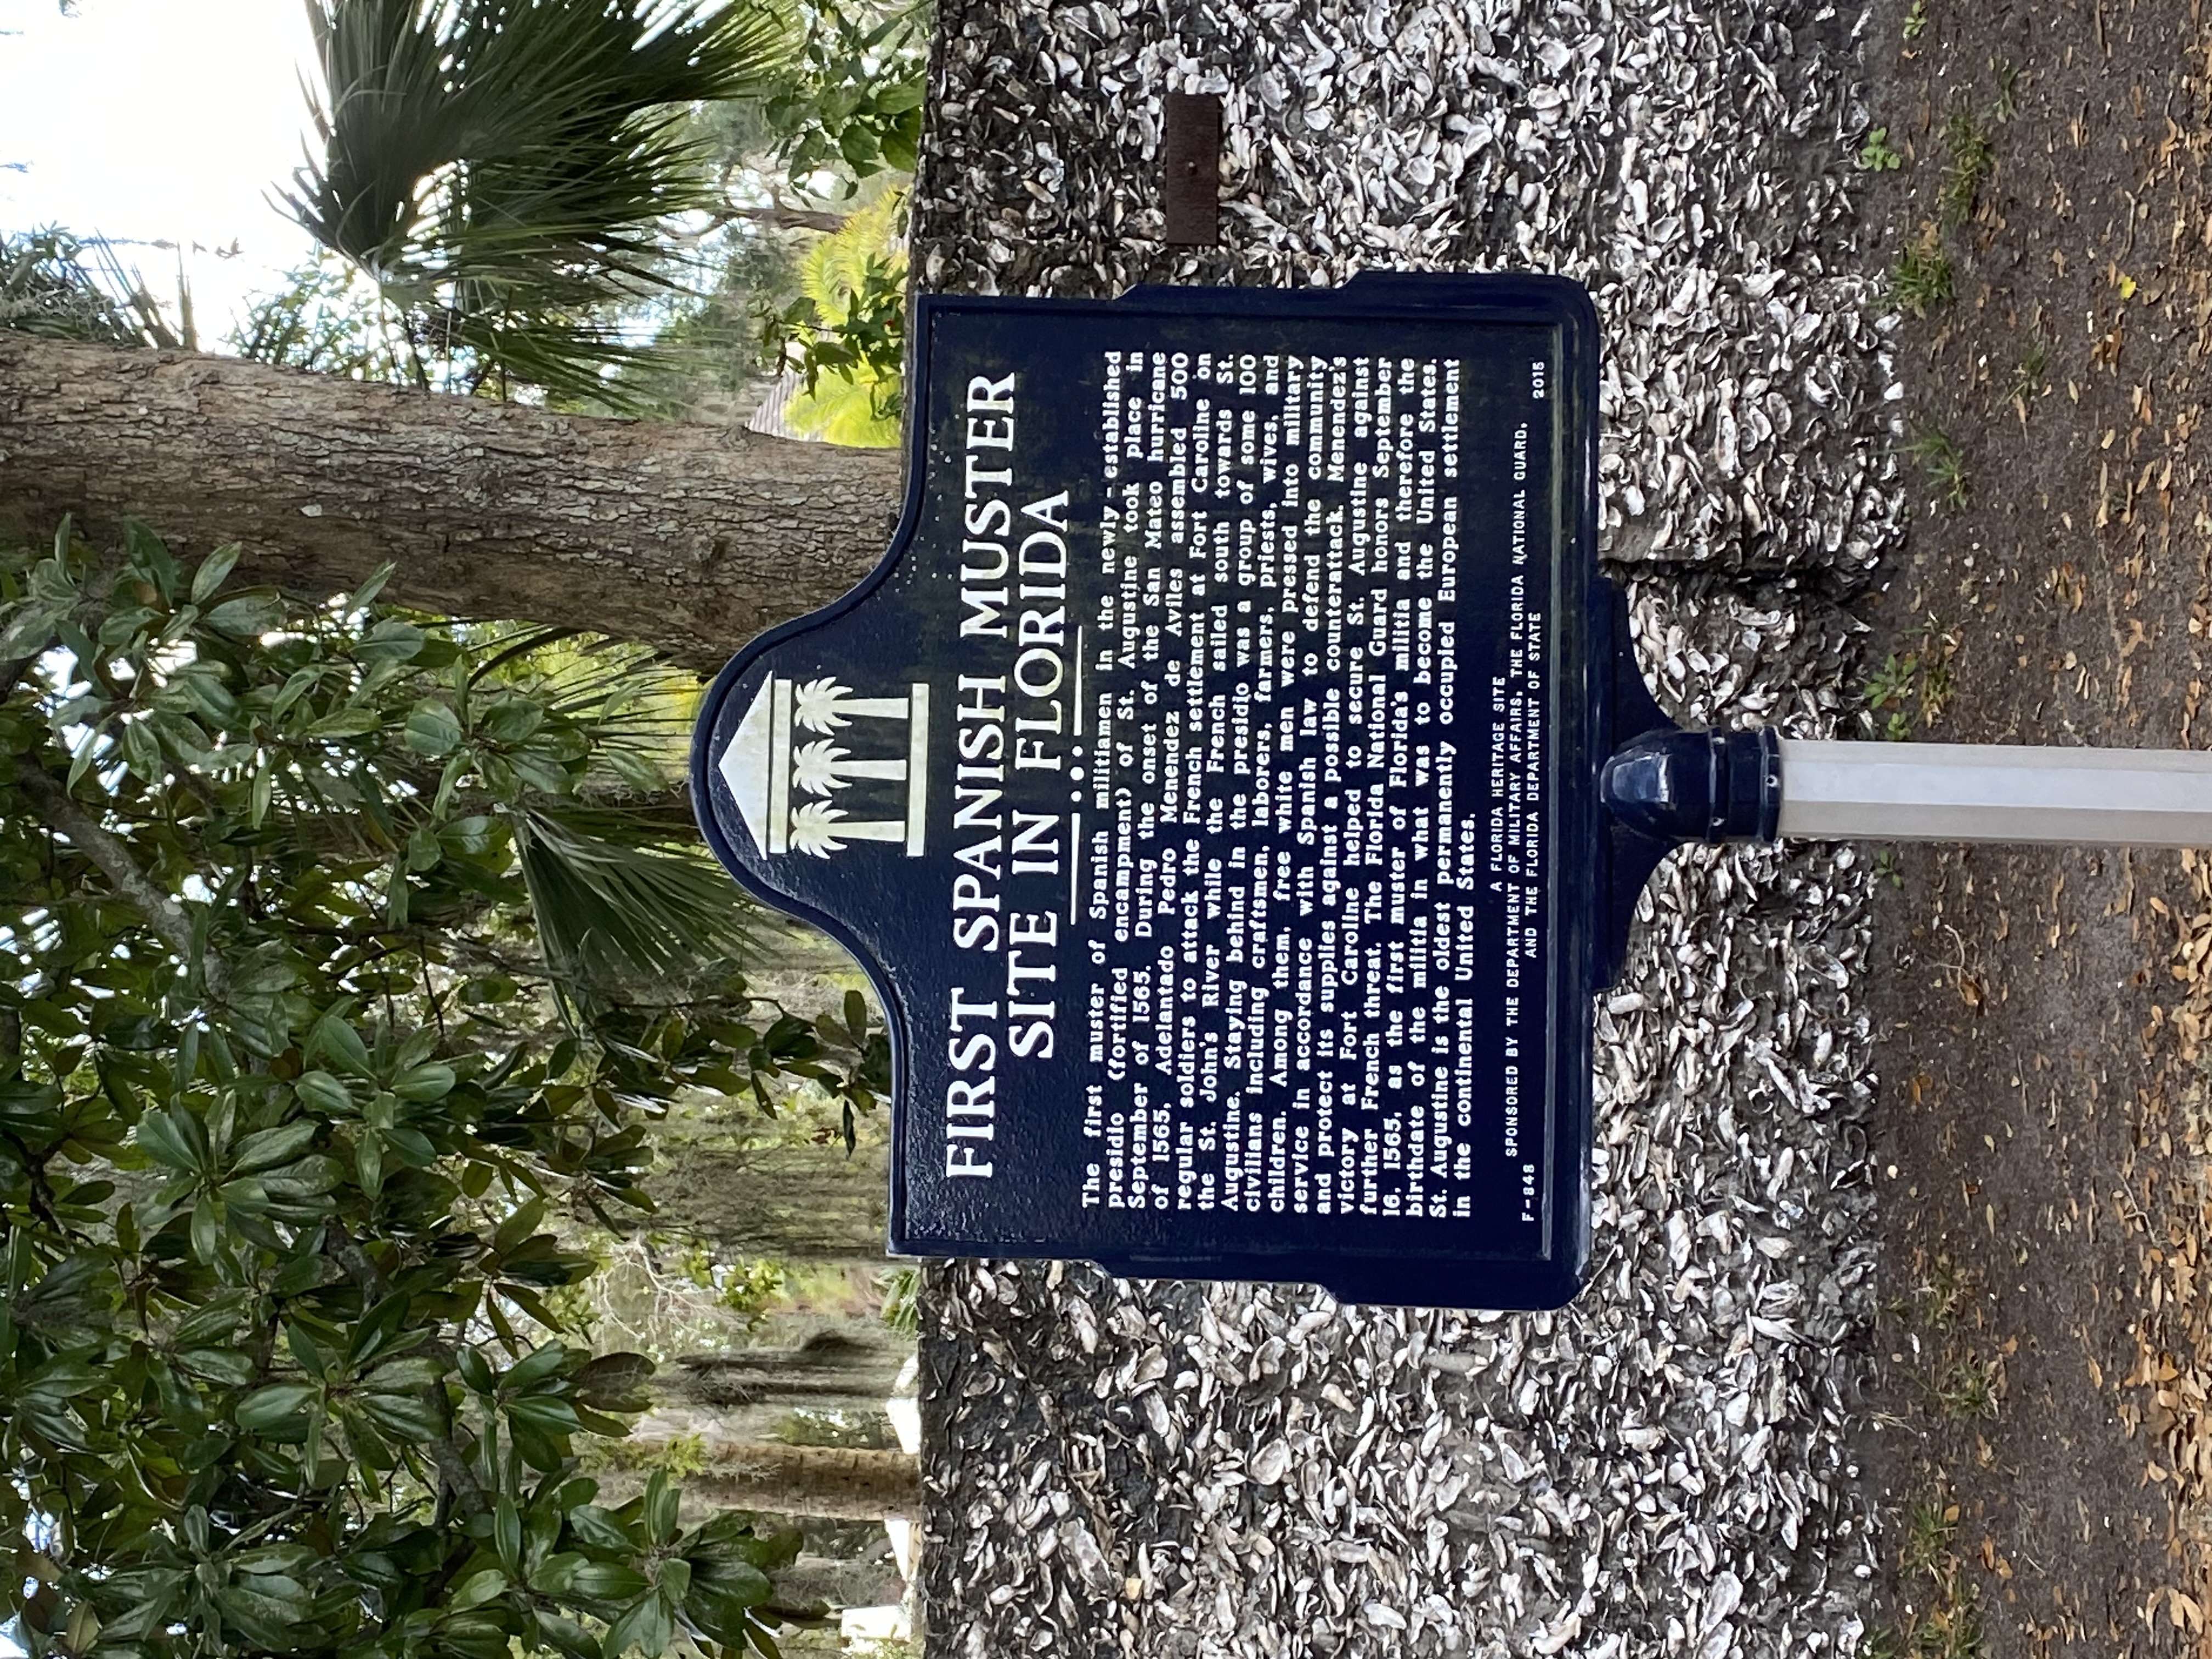 FIRST SPANISH MUSTER
SITE IN FLORIDA
The first muster of Spanish militiamen in the newly-established
presidio (fortified encampment) of St. Augustine took place in
September of 1565. During the onset of the San Mateo hurricane
of 1565, Adelantado Pedro Menendez de Aviles assembled 500
regular soldiers to attack the French settlement at Fort Caroline on
the St. John's River while the French sailed south towards St.
Augustine. Staying behind in the presidio was a group of some 100
civilians including craftsmen, laborers, farmers, priests, wives, and
children. Among them, free white men were pressed into military
service in accordance with Spanish law to defend the community
and protect its supplies against a possible counterattack. Menendez's
victory at Fort Caroline helped to secure St. Augustine against
further French threat. The Florida National Guard honors September
16, 1565, as the first muster of Florida's militia and therefore the
birthdate of the militia in what was to become the United States.
St. Augustine is the oldest permanently occupied European settlement
in the continental United States.
A FLORIDA HERITAGE SITE
SPONSORED BY THE DEPARTMENT OF MILITARY AFFAIRS, THE FLORIDA NATIONAL GUARD,
F-848 AND THE FLORIDA DEPARTMENT OF STATE 2015